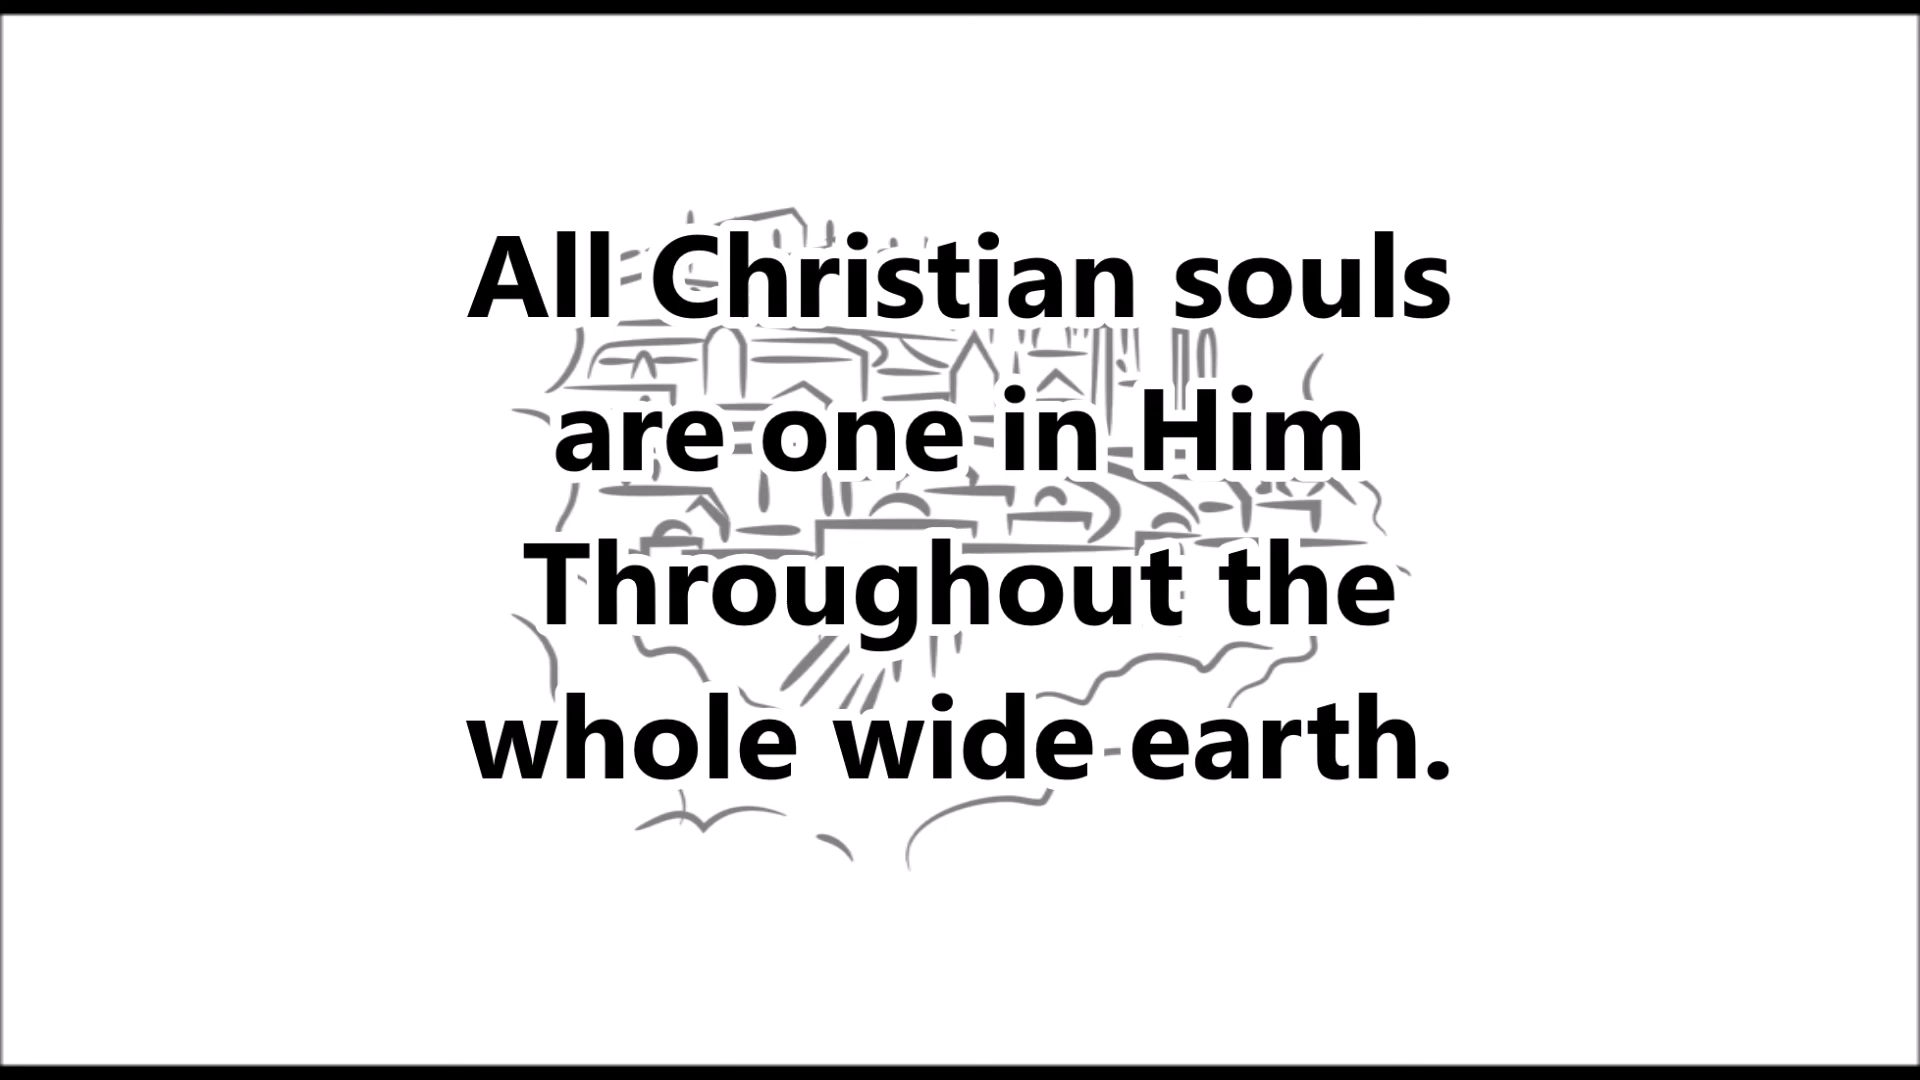 All Christian souls
are one in Him
Throughout the
whole wide earth.